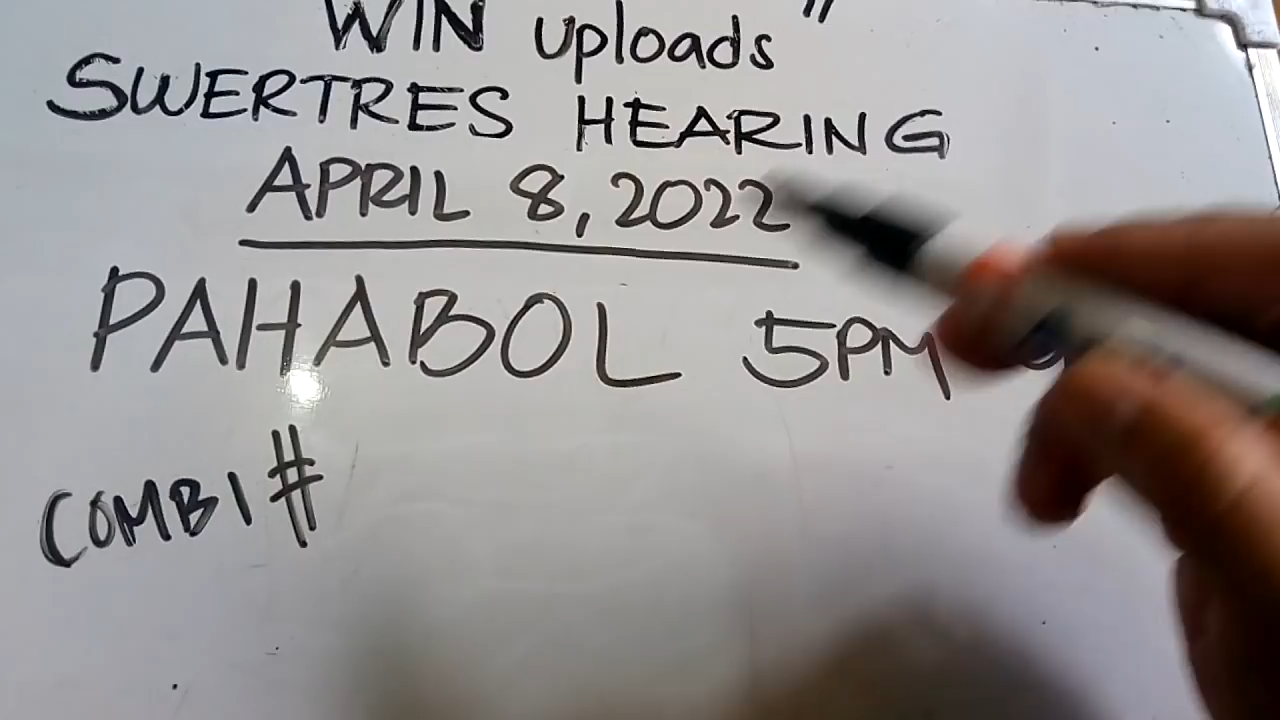 WIN uploads"
SWERTRES HEARING
APRIL 8, 2022
PAHABOL 5PM
COMBI #